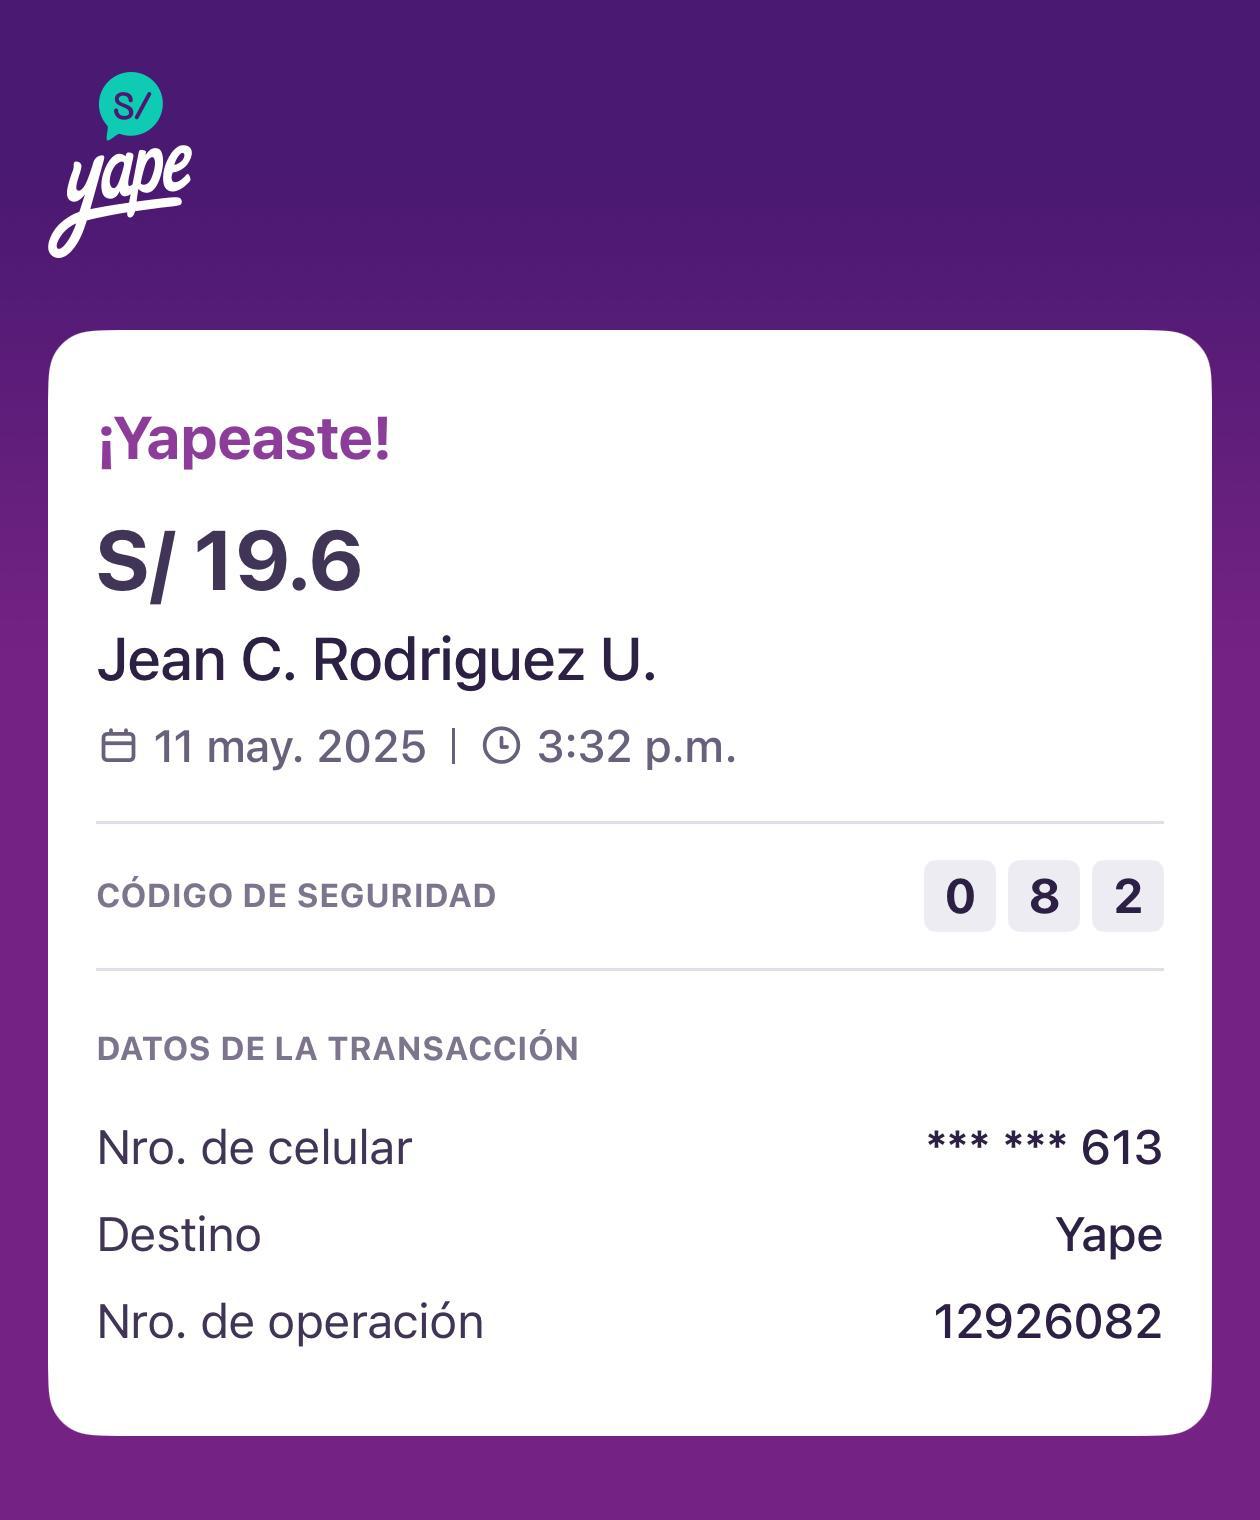 S/
yape
¡Yapeaste!
S/ 19.6
Jean C. Rodriguez U.
11 may. 2025 | 3:32 p.m.
CÓDIGO DE SEGURIDAD 0 8 2
DATOS DE LA TRANSACCIÓN
Nro. de celular *** *** 613
Destino Yape
Nro. de operación 12926082